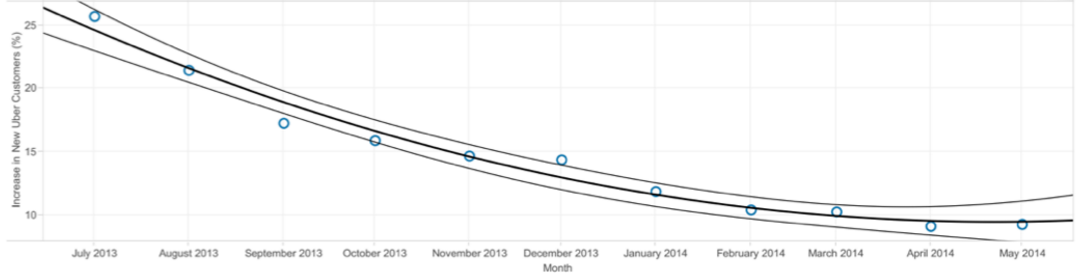 Increase in New Uber Customers (%)
25
20
15
10
July 2013 August 2013 September 2013 October 2013 November 2013 December 2013 January 2014 February 2014 March 2014 April 2014 May 2014
Month